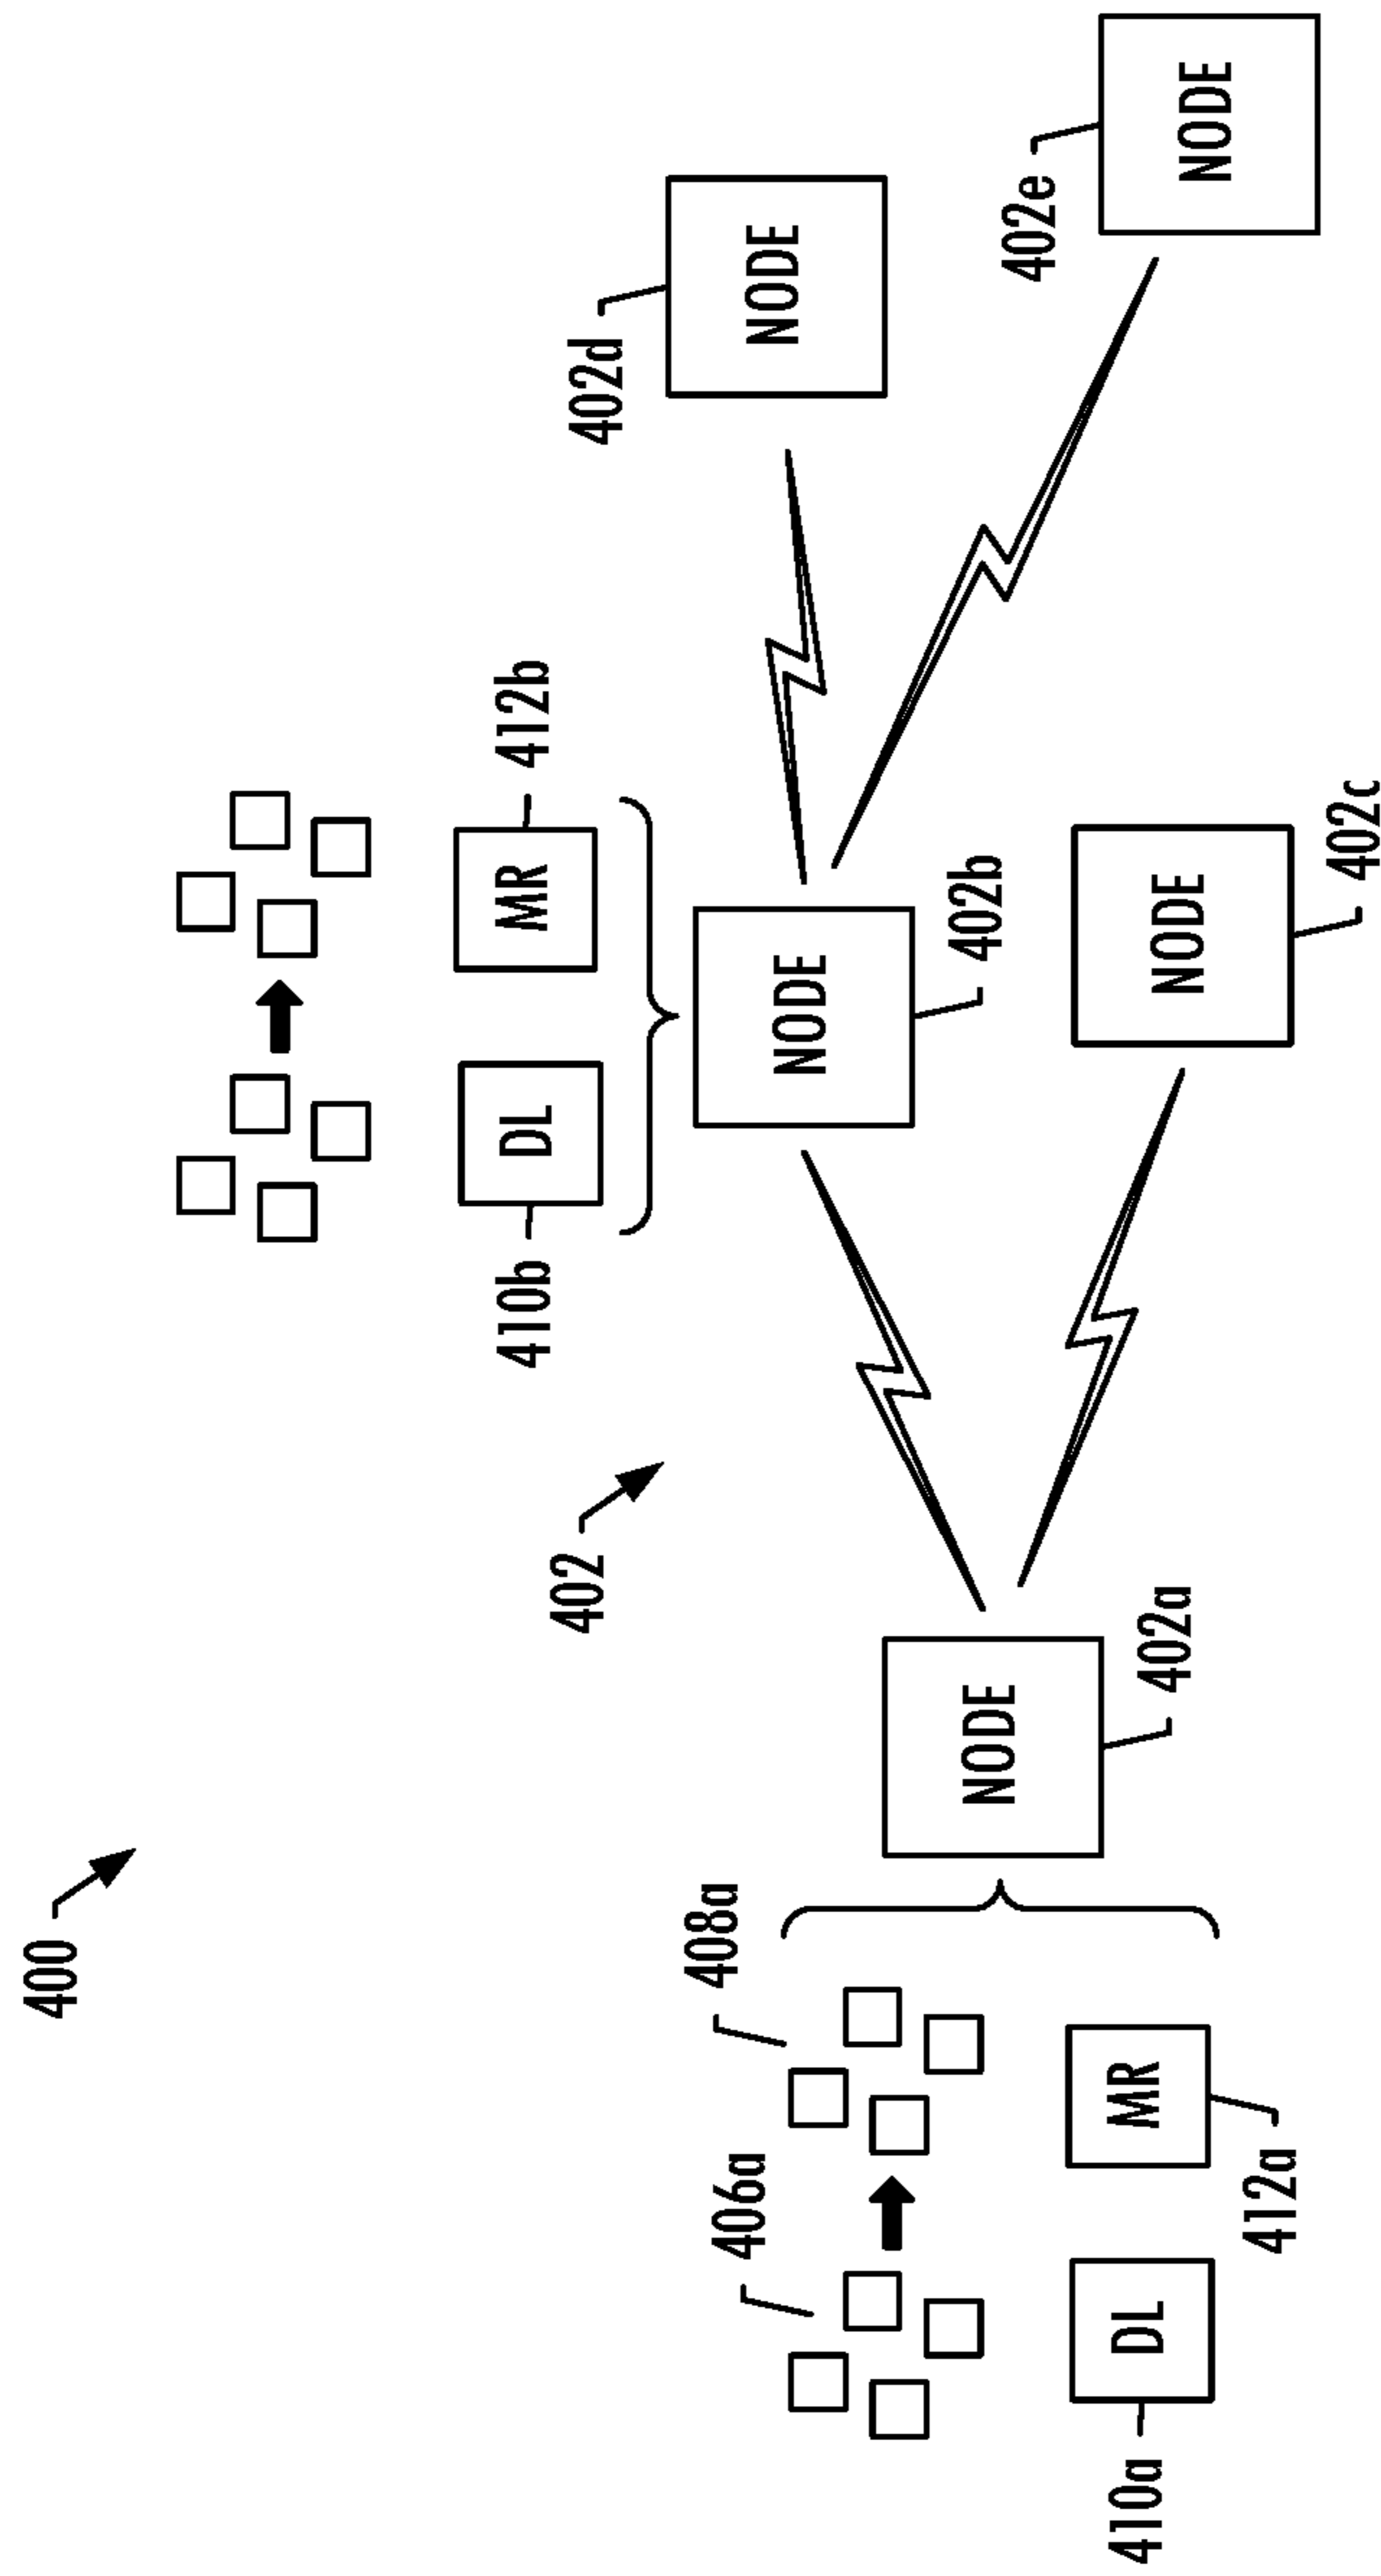 400
402
410b
DL
MR
412b
NODE
402b
402d
NODE
402e
NODE
NODE
402c
NODE
402a
406a
408a
410a
DL
MR
412a